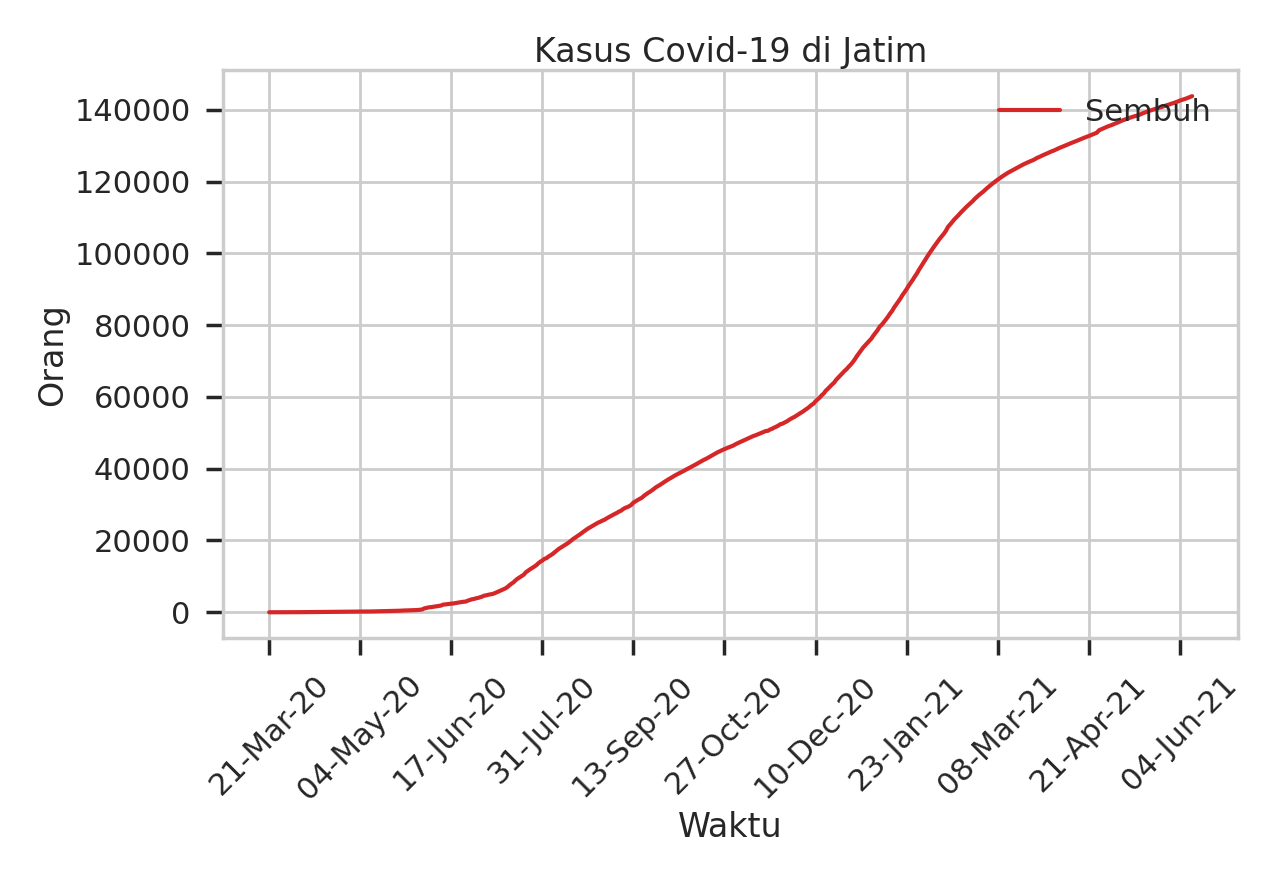 Kasus Covid-19 di Jatim
Sembuh
140000
120000
100000
80000
60000
40000
20000
0
Orang
21-Mar-20
04-May-20
17-Jun-20
31-Jul-20
13-Sep-20
27-Oct-20
10-Dec-20
23-Jan-21
08-Mar-21
21-Apr-21
04-Jun-21
Waktu